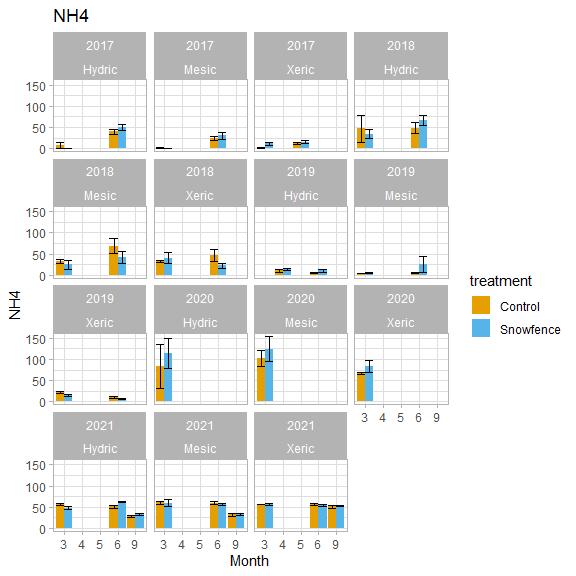 NH4
2017 2017 2017 2018
Hydric Mesic Xeric Hydric
150
100
50
0
2018 2018 2019 2019
Mesic Xeric Hydric Mesic
150
100
50
0
2019 2020 2020 2020
Xeric Hydric Mesic Xeric
150
100
50
0
3 4 5 6 9
2021 2021 2021
Hydric Mesic Xeric
150
100
50
0
3 4 5 6 9 3 4 5 6 9 3 4 5 6 9
Month
NH4
treatment
Control
Snowfence